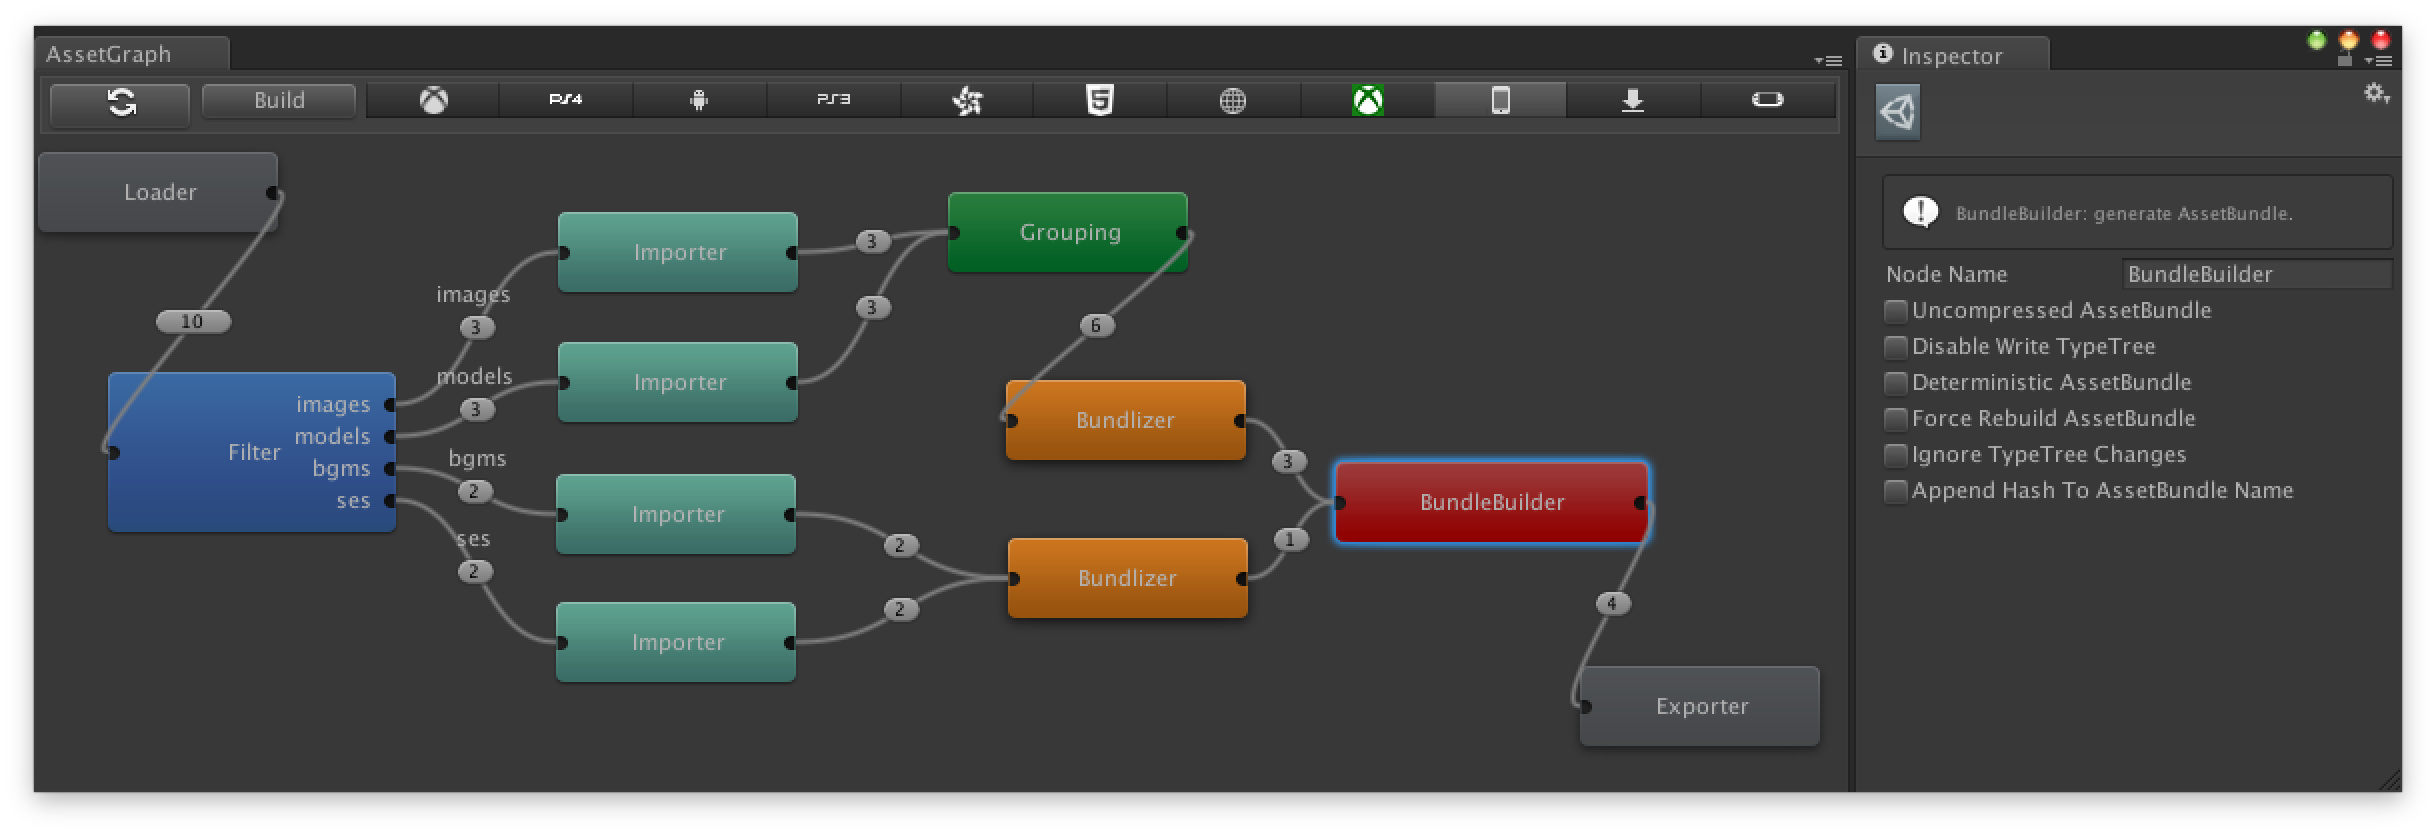 AssetGraph
Inspector
Build
PS4
PS3
5
Loader
10
Filter
images
models
bgms
ses
images
3
models
3
bgms
2
ses
2
Importer
Importer
Importer
Importer
3
3
2
2
Grouping
6
Bundlizer
Bundlizer
3
1
BundleBuilder
4
Exporter
BundleBuilder: generate AssetBundle.
Node Name BundleBuilder
Uncompressed AssetBundle
Disable Write TypeTree
Deterministic AssetBundle
Force Rebuild AssetBundle
Ignore TypeTree Changes
Append Hash To AssetBundle Name